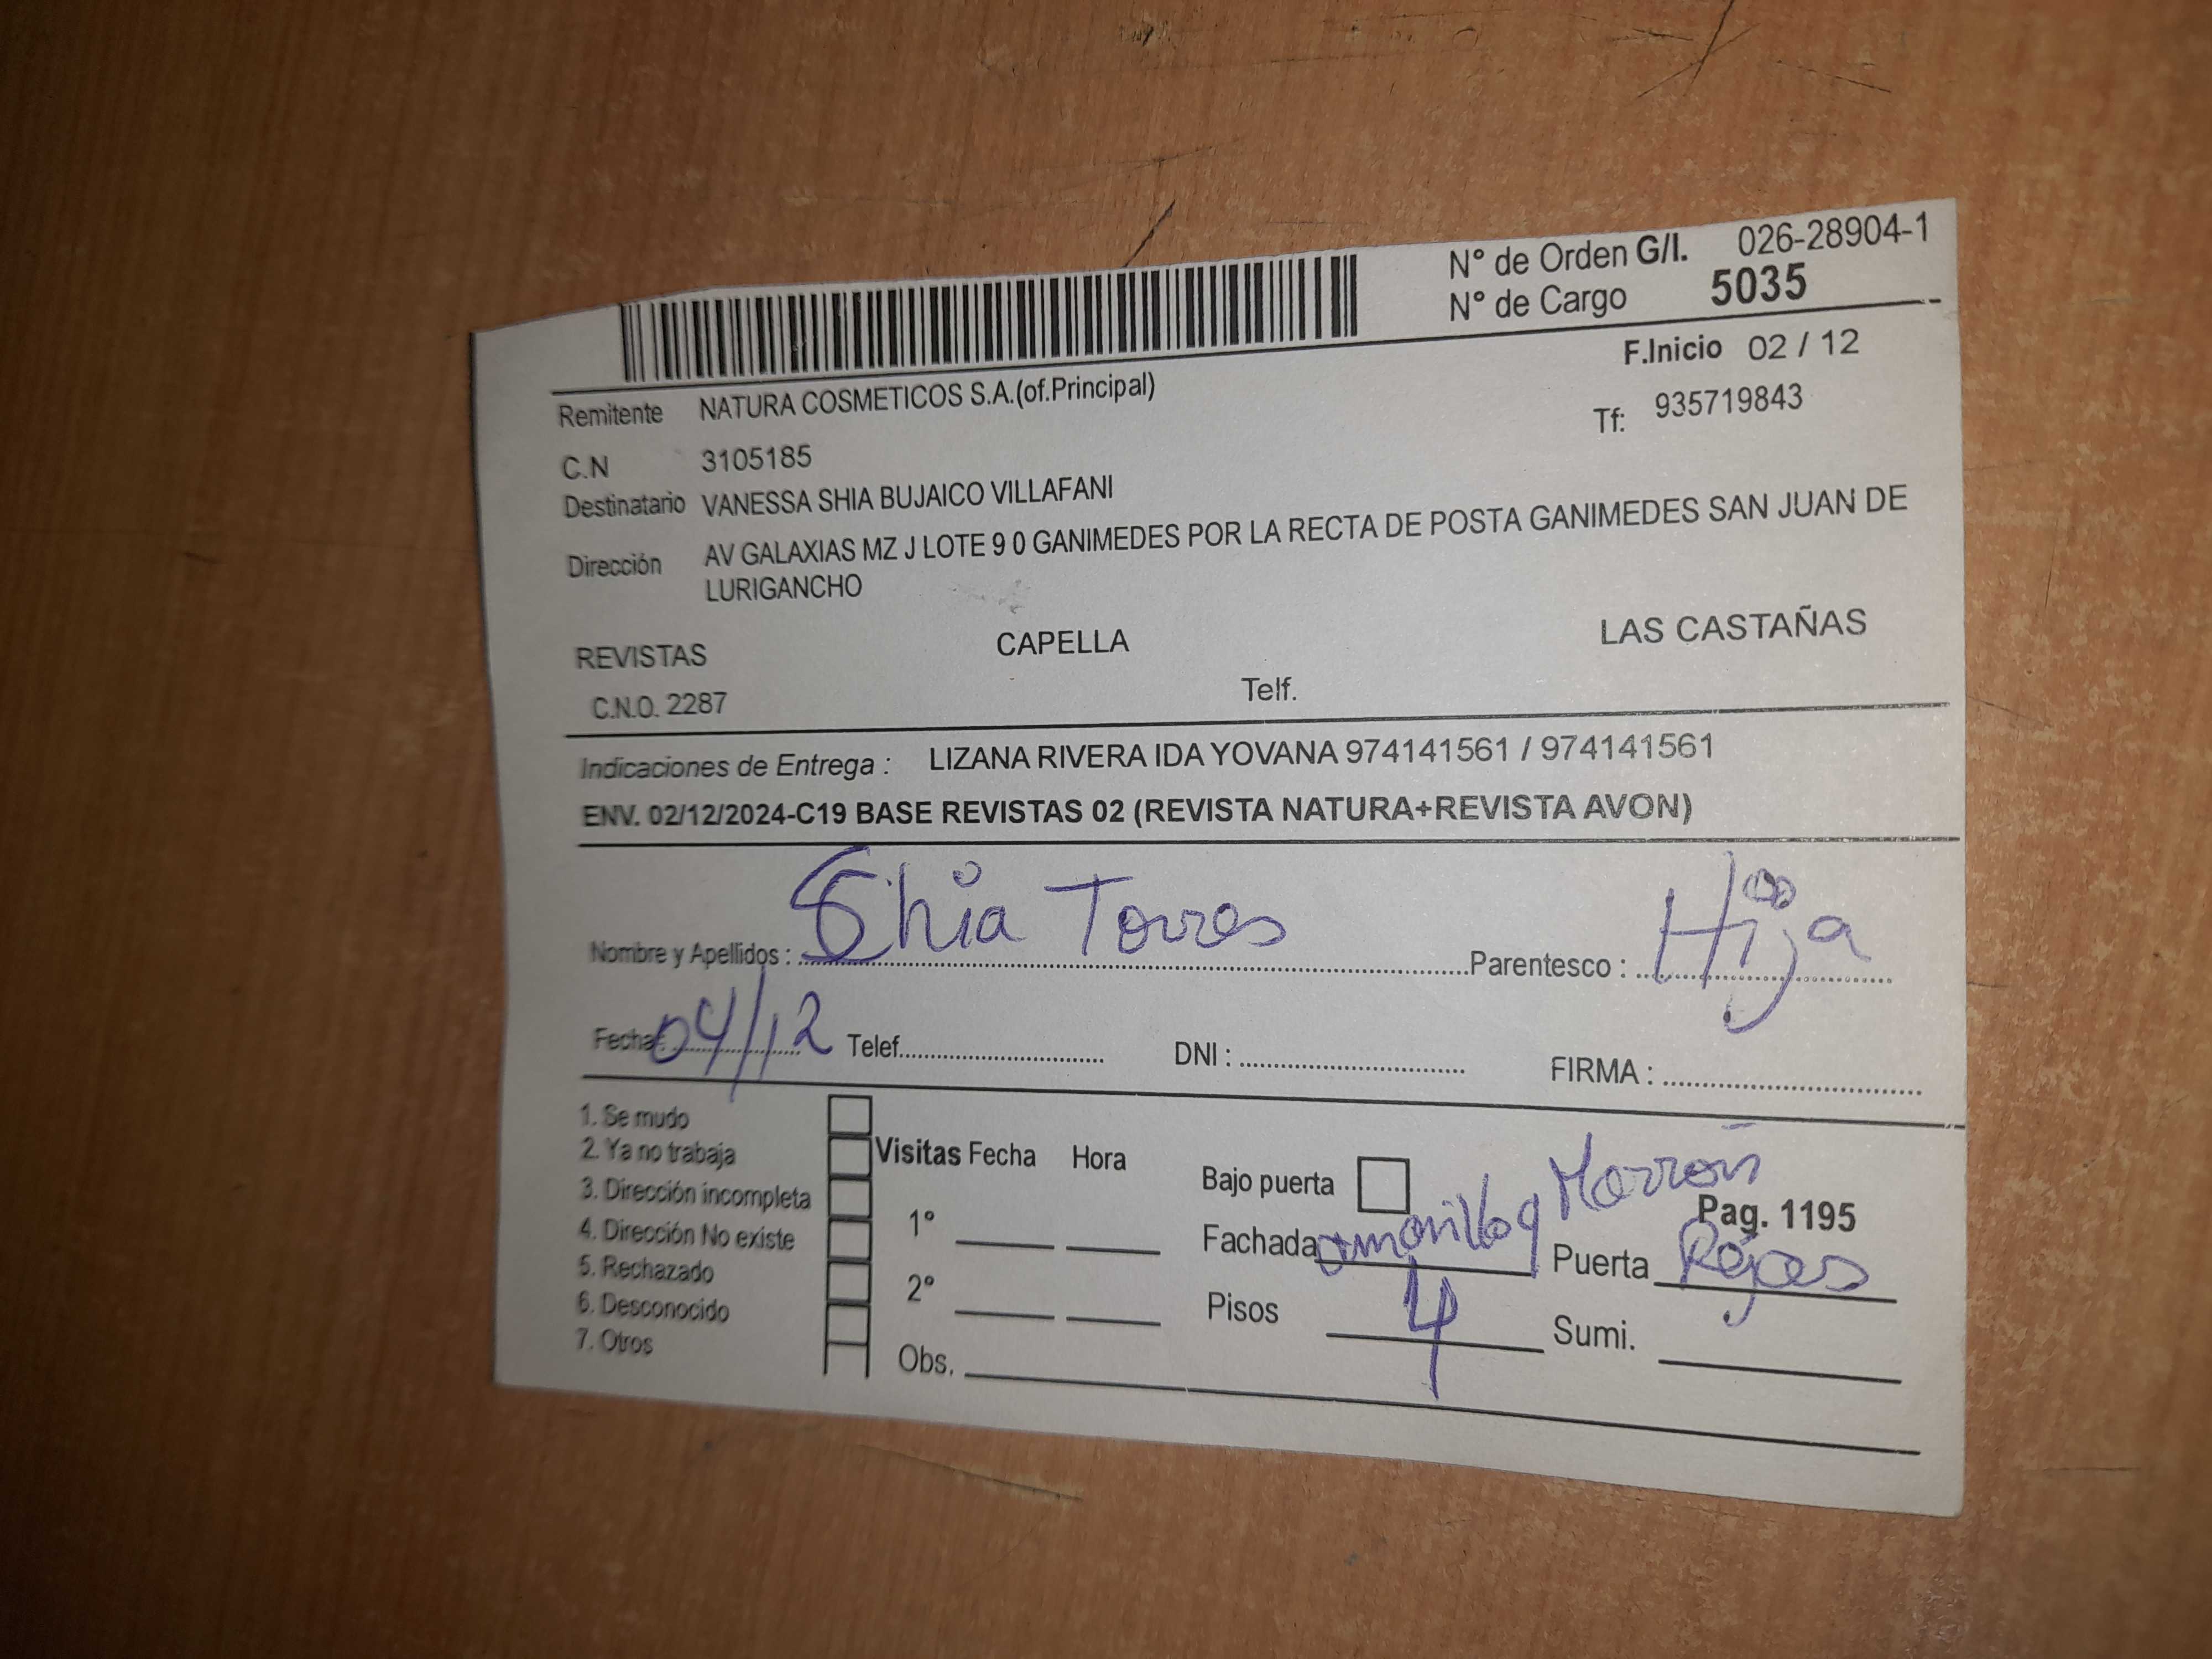 N° de Orden G/I. 026-28904-1
N° de Cargo 5035
F.Inicio 02 / 12
Remitente NATURA COSMETICOS S.A.(of.Principal)
Tf: 935719843
C.N 3105185
Destinatario VANESSA SHIA BUJAICO VILLAFANI
Dirección AV GALAXIAS MZ J LOTE 9 0 GANIMEDES POR LA RECTA DE POSTA GANIMEDES SAN JUAN DE
LURIGANCHO
REVISTAS CAPELLA LAS CASTAÑAS
C.N.O. 2287 Telf.
Indicaciones de Entrega : LIZANA RIVERA IDA YOVANA 974141561 / 974141561
ENV. 02/12/2024-C19 BASE REVISTAS 02 (REVISTA NATURA+REVISTA AVON)
Nombre y Apellidos : Shia Torres Parentesco : Hija
Fecha: 04/12 Telef. DNI : FIRMA :
1. Se mudo
2. Ya no trabaja
3. Dirección incompleta
4. Dirección No existe
5. Rechazado
6. Desconocido
7. Otros
Visitas Fecha Hora
1°
2°
Obs.
Bajo puerta
Marrón
Pag. 1195
Fachada amarillo y Puerta Rejas
Pisos 4 Sumi.